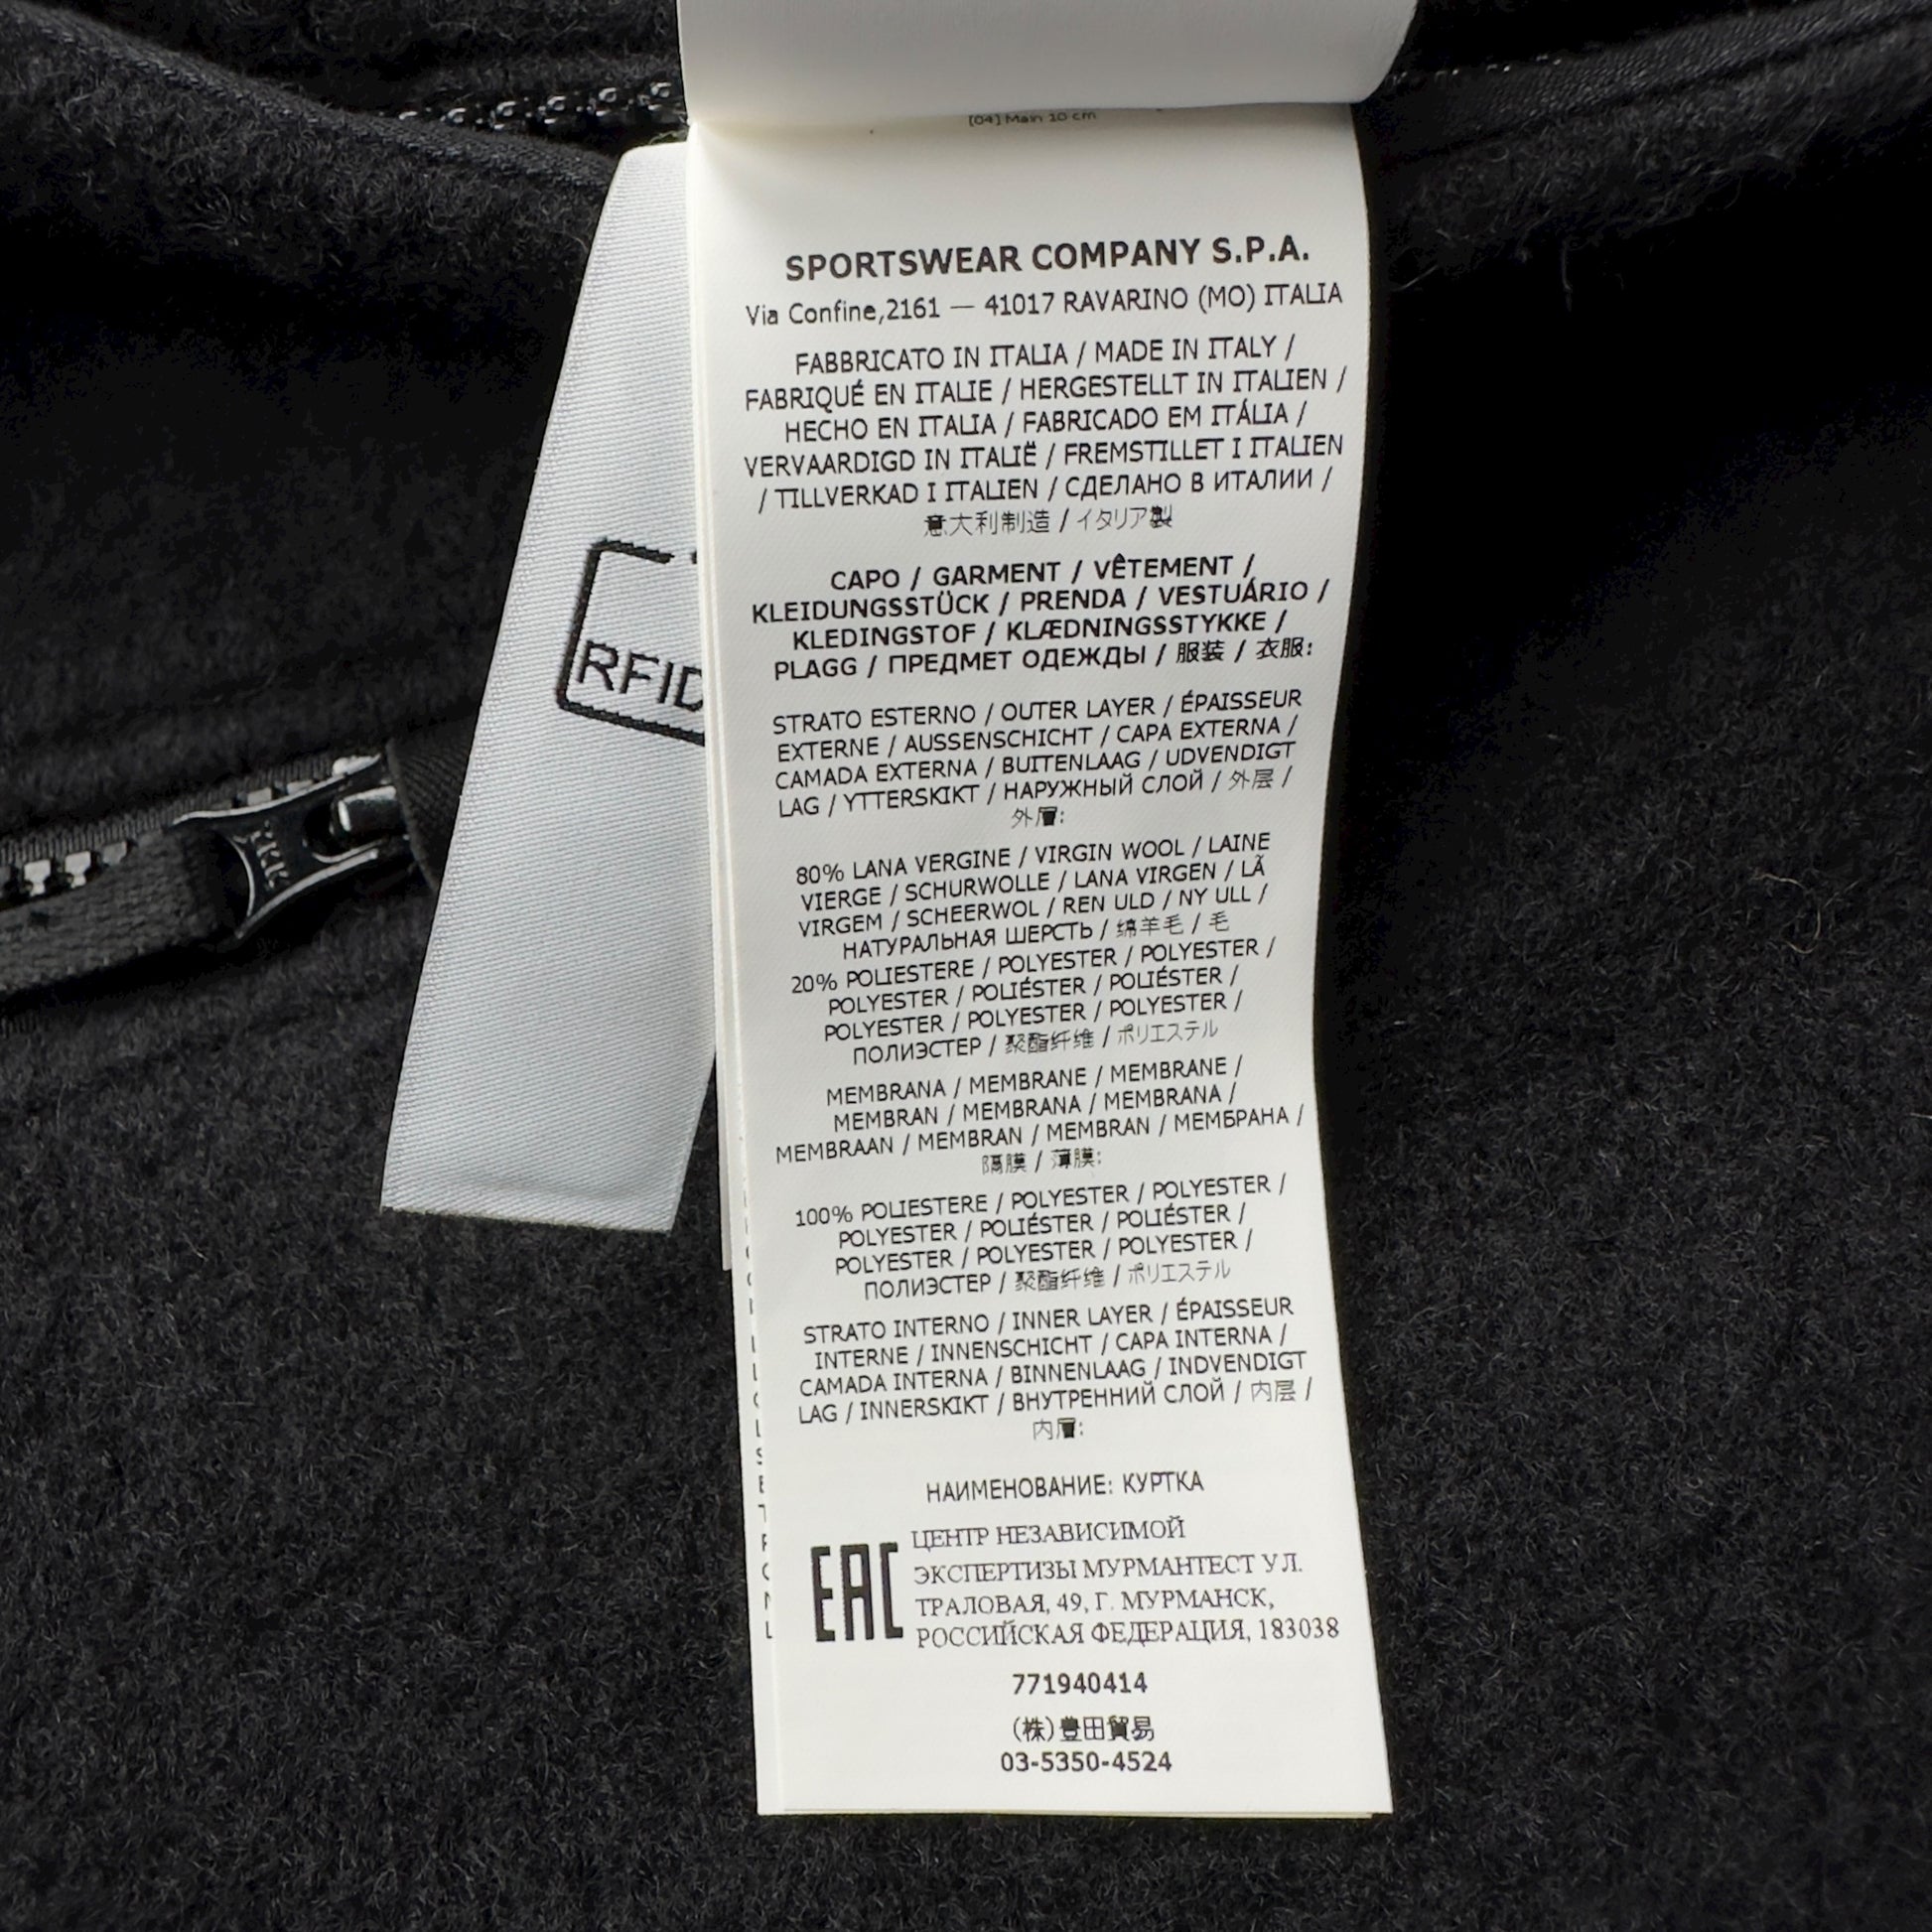 [04] Main 10 cm
SPORTSWEAR COMPANY S.P.A.
Via Confine,2161 — 41017 RAVARINO (MO) ITALIA
FABBRICATO IN ITALIA / MADE IN ITALY /
FABRIQUÉ EN ITALIE / HERGESTELLT IN ITALIEN /
HECHO EN ITALIA / FABRICADO EM ITÁLIA /
VERVAARDIGD IN ITALIË / FREMSTILLET I ITALIEN
/ TILLVERKAD I ITALIEN / СДЕЛАНО В ИТАЛИИ /
意大利制造 / イタリア製
CAPO / GARMENT / VÊTEMENT /
KLEIDUNGSSTÜCK / PRENDA / VESTUÁRIO /
KLEDINGSTOF / KLÆDNINGSSTYKKE /
PLAGG / ПРЕДМЕТ ОДЕЖДЫ / 服装 / 衣服:
STRATO ESTERNO / OUTER LAYER / ÉPAISSEUR
EXTERNE / AUSSENSCHICHT / CAPA EXTERNA /
CAMADA EXTERNA / BUITENLAAG / UDVENDIGT
LAG / YTTERSKIKT / НАРУЖНЫЙ СЛОЙ / 外层 /
外層:
80% LANA VERGINE / VIRGIN WOOL / LAINE
VIERGE / SCHURWOLLE / LANA VIRGEN / LÃ
VIRGEM / SCHEERWOL / REN ULD / NY ULL /
НАТУРАЛЬНАЯ ШЕРСТЬ / 绵羊毛 / 毛
20% POLIESTERE / POLYESTER / POLYESTER /
POLYESTER / POLIÉSTER / POLIÉSTER /
POLYESTER / POLYESTER / POLYESTER /
ПОЛИЭСТЕР / 聚酯纤维 / ポリエステル
MEMBRANA / MEMBRANE / MEMBRANE /
MEMBRAN / MEMBRANA / MEMBRANA /
MEMBRAAN / MEMBRAN / MEMBRAN / МЕМБРАНА /
隔膜 / 薄膜:
100% POLIESTERE / POLYESTER / POLYESTER /
POLYESTER / POLIÉSTER / POLIÉSTER /
POLYESTER / POLYESTER / POLYESTER /
ПОЛИЭСТЕР / 聚酯纤维 / ポリエステル
STRATO INTERNO / INNER LAYER / ÉPAISSEUR
INTERNE / INNENSCHICHT / CAPA INTERNA /
CAMADA INTERNA / BINNENLAAG / INDVENDIGT
LAG / INNERSKIKT / ВНУТРЕННИЙ СЛОЙ / 内层 /
内層:
НАИМЕНОВАНИЕ: КУРТКА
EAC
ЦЕНТР НЕЗАВИСИМОЙ
ЭКСПЕРТИЗЫ МУРМАНТЕСТ УЛ.
ТРАЛОВАЯ, 49, Г. МУРМАНСК,
РОССИЙСКАЯ ФЕДЕРАЦИЯ, 183038
771940414
(株)豊田貿易
03-5350-4524
RFID
YKK